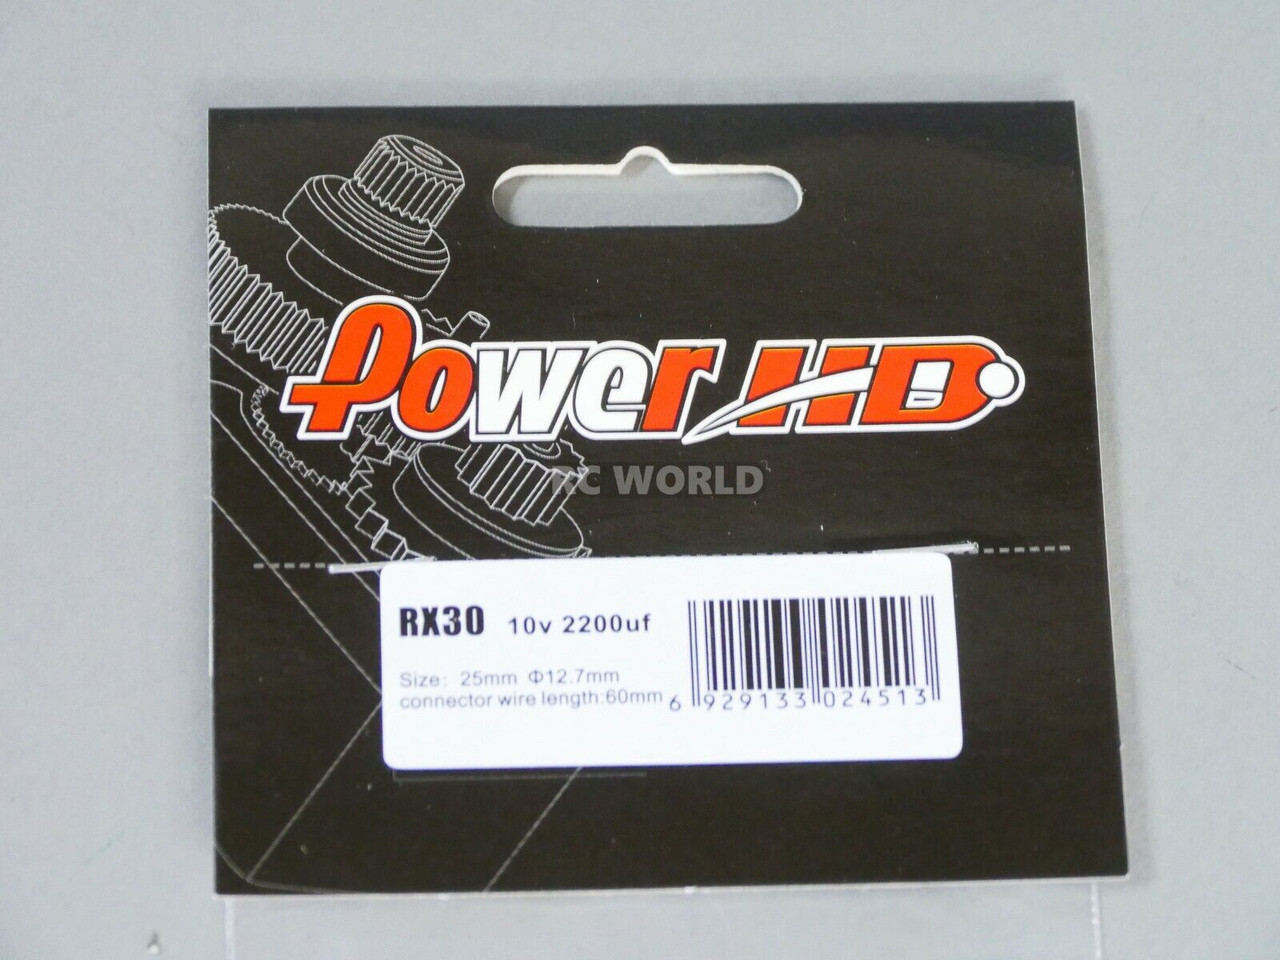 Power HD
RC WORLD
RX30 10v 2200uf
Size: 25mm Φ12.7mm
connector wire length:60mm
6 929133 024513